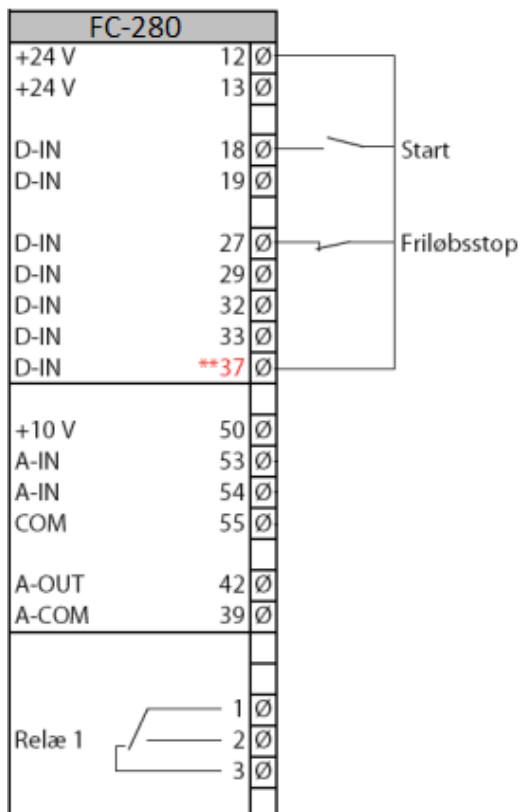 FC-280
+24 V 12 Ø
+24 V 13 Ø
D-IN 18 Ø Start
D-IN 19 Ø
D-IN 27 Ø Friløbsstop
D-IN 29 Ø
D-IN 32 Ø
D-IN 33 Ø
D-IN **37 Ø
+10 V 50 Ø
A-IN 53 Ø
A-IN 54 Ø
COM 55 Ø
A-OUT 42 Ø
A-COM 39 Ø
1 Ø
Relæ 1 2 Ø
3 Ø